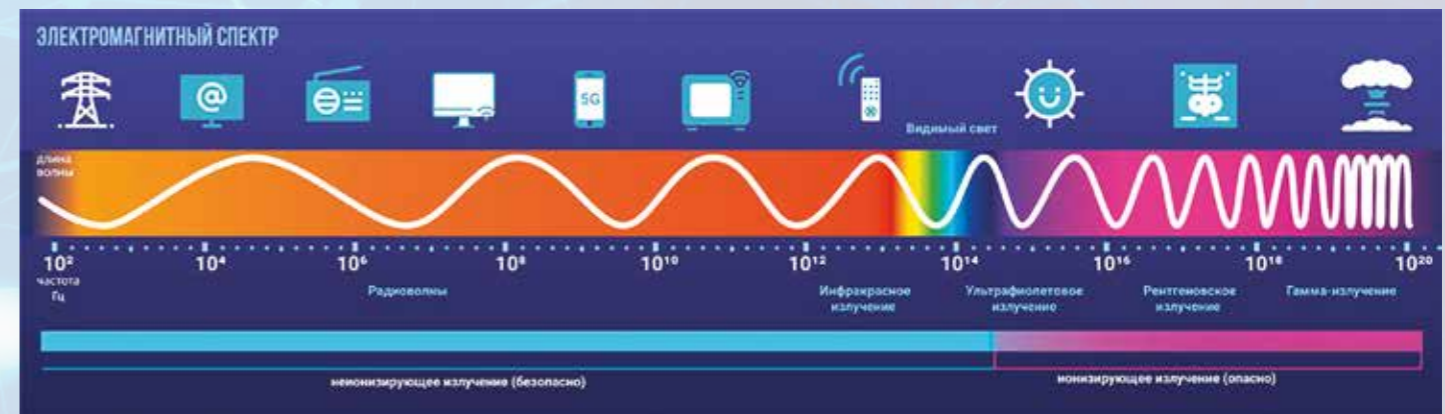 ЭЛЕКТРОМАГНИТНЫЙ СПЕКТР
@
5G
Видимый свет
длина
волны
10² 10⁴ 10⁶ 10⁸ 10¹⁰ 10¹² 10¹⁴ 10¹⁶ 10¹⁸ 10²⁰
частота
Гц
Радиоволны
Инфракрасное
излучение
Ультрафиолетовое
излучение
Рентгеновское
излучение
Гамма-излучение
неионизирующее излучение (безопасно)
ионизирующее излучение (опасно)